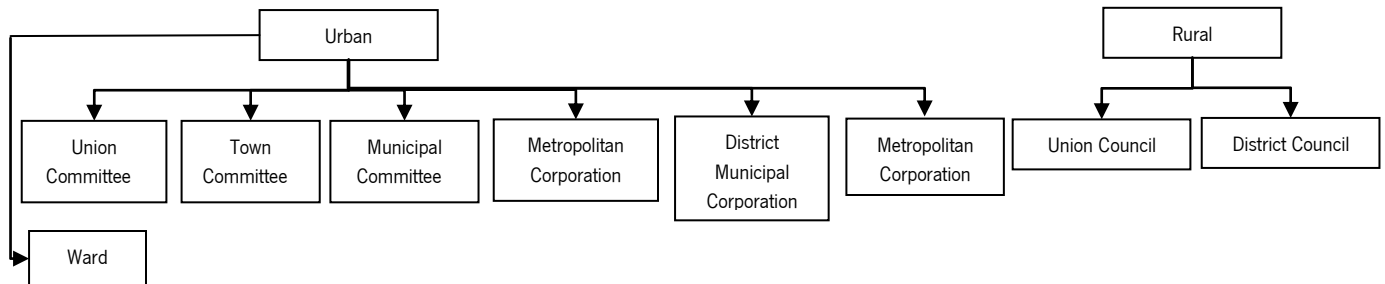 Urban
Rural
Union
Committee
Town
Committee
Municipal
Committee
Metropolitan
Corporation
District
Municipal
Corporation
Metropolitan
Corporation
Union Council
District Council
Ward